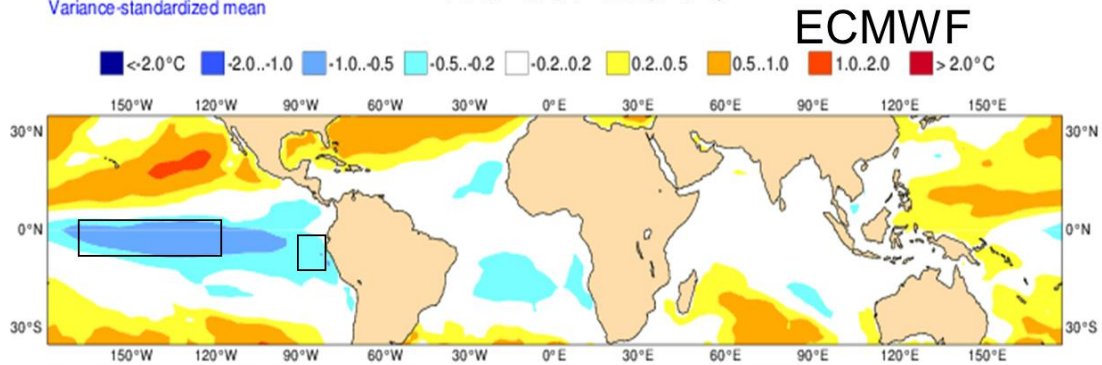 Variance-standardized mean
ECMWF
<-2.0°C -2.0..-1.0 -1.0..-0.5 -0.5..-0.2 -0.2..0.2 0.2..0.5 0.5..1.0 1.0..2.0 > 2.0°C
150°W 120°W 90°W 60°W 30°W 0°E 30°E 60°E 90°E 120°E 150°E
30°N 30°N
0°N 0°N
30°S 30°S
150°W 120°W 90°W 60°W 30°W 0°E 30°E 60°E 90°E 120°E 150°E